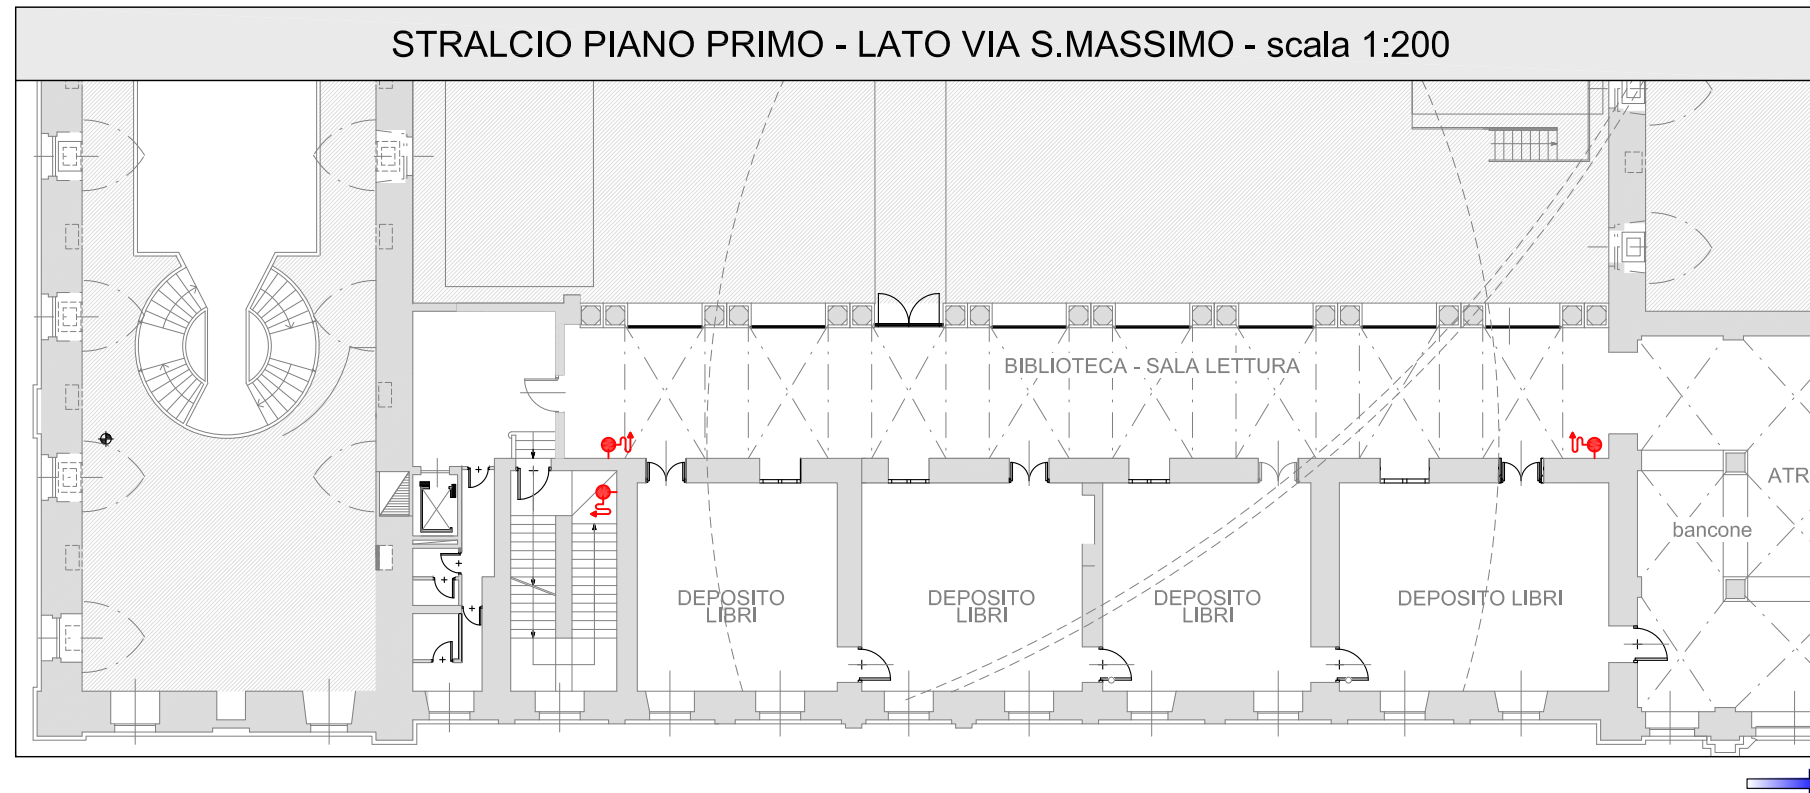 STRALCIO PIANO PRIMO - LATO VIA S.MASSIMO - scala 1:200
BIBLIOTECA - SALA LETTURA
ATR
bancone
DEPOSITO
LIBRI
DEPOSITO
LIBRI
DEPOSITO
LIBRI
DEPOSITO LIBRI